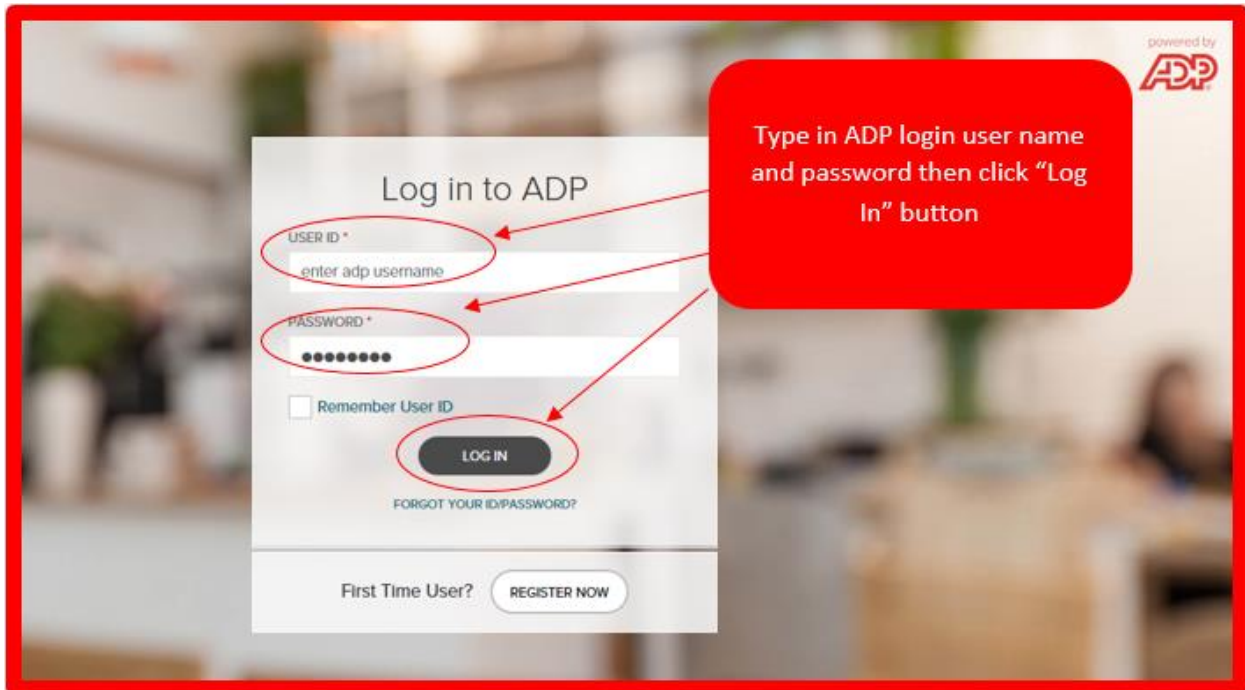 powered by
ADP
Type in ADP login user name
and password then click “Log
In” button
Log in to ADP
USER ID *
enter adp username
PASSWORD *
●●●●●●●●
Remember User ID
LOG IN
FORGOT YOUR ID/PASSWORD?
First Time User? REGISTER NOW